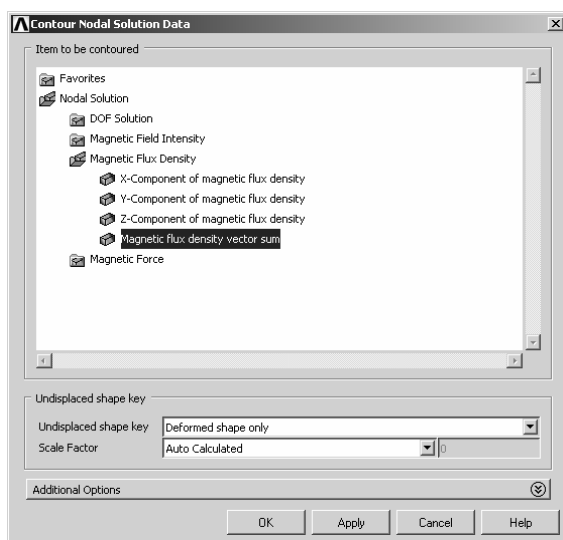 Contour Nodal Solution Data
Item to be contoured
Favorites
Nodal Solution
DOF Solution
Magnetic Field Intensity
Magnetic Flux Density
X-Component of magnetic flux density
Y-Component of magnetic flux density
Z-Component of magnetic flux density
Magnetic flux density vector sum
Magnetic Force
Undisplaced shape key
Undisplaced shape key Deformed shape only
Scale Factor Auto Calculated 0
Additional Options
OK Apply Cancel Help